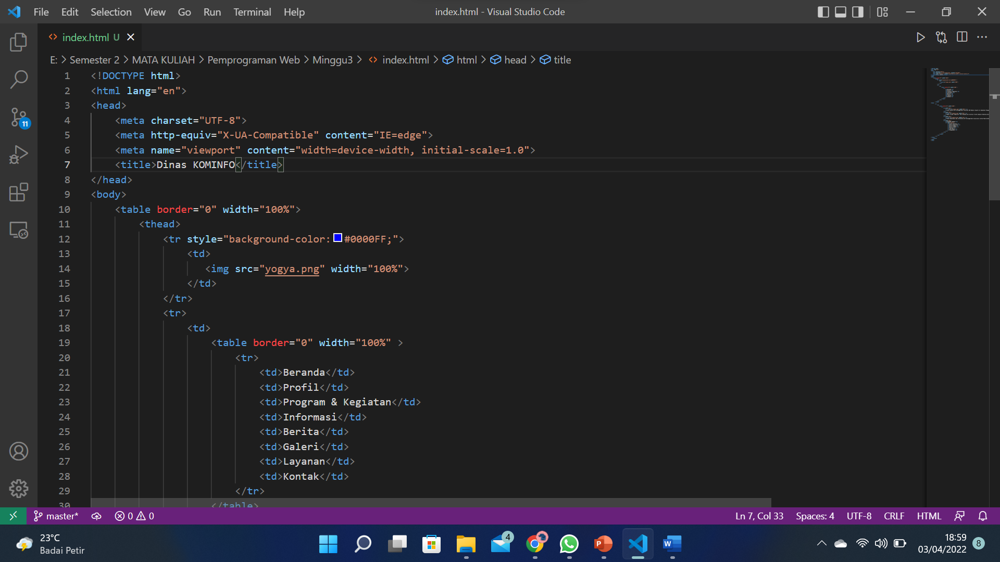 File Edit Selection View Go Run Terminal Help index.html - Visual Studio Code
index.html U
E: > Semester 2 > MATA KULIAH > Pemprograman Web > Minggu3 > <> index.html > html > head > title
1 <!DOCTYPE html>
2 <html lang="en">
3 <head>
4 <meta charset="UTF-8">
5 <meta http-equiv="X-UA-Compatible" content="IE=edge">
6 <meta name="viewport" content="width=device-width, initial-scale=1.0">
7 <title>Dinas KOMINFO</title>
8 </head>
9 <body>
10 <table border="0" width="100%">
11 <thead>
12 <tr style="background-color:#0000FF;">
13 <td>
14 <img src="yogya.png" width="100%">
15 </td>
16 </tr>
17 <tr>
18 <td>
19 <table border="0" width="100%" >
20 <tr>
21 <td>Beranda</td>
22 <td>Profil</td>
23 <td>Program & Kegiatan</td>
24 <td>Informasi</td>
25 <td>Berita</td>
26 <td>Galeri</td>
27 <td>Layanan</td>
28 <td>Kontak</td>
29 </tr>
30 </table>
11
master* 0 0 Ln 7, Col 33 Spaces: 4 UTF-8 CRLF HTML
23°C
Badai Petir
4
P
W
18:59
03/04/2022
8